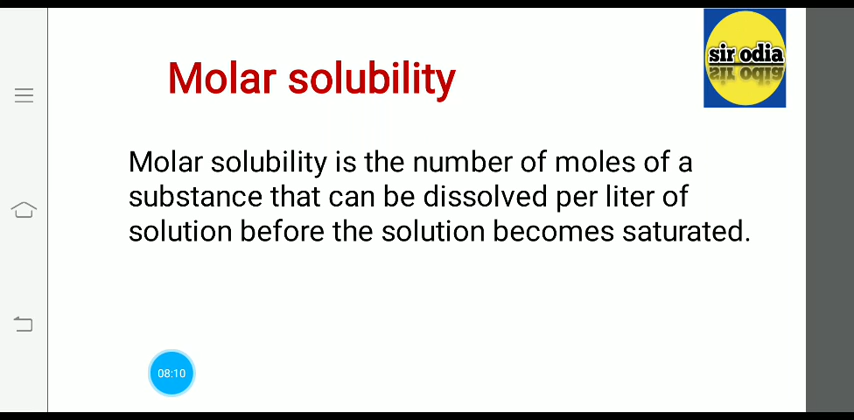 Molar solubility
sir odia
Molar solubility is the number of moles of a
substance that can be dissolved per liter of
solution before the solution becomes saturated.
08:10